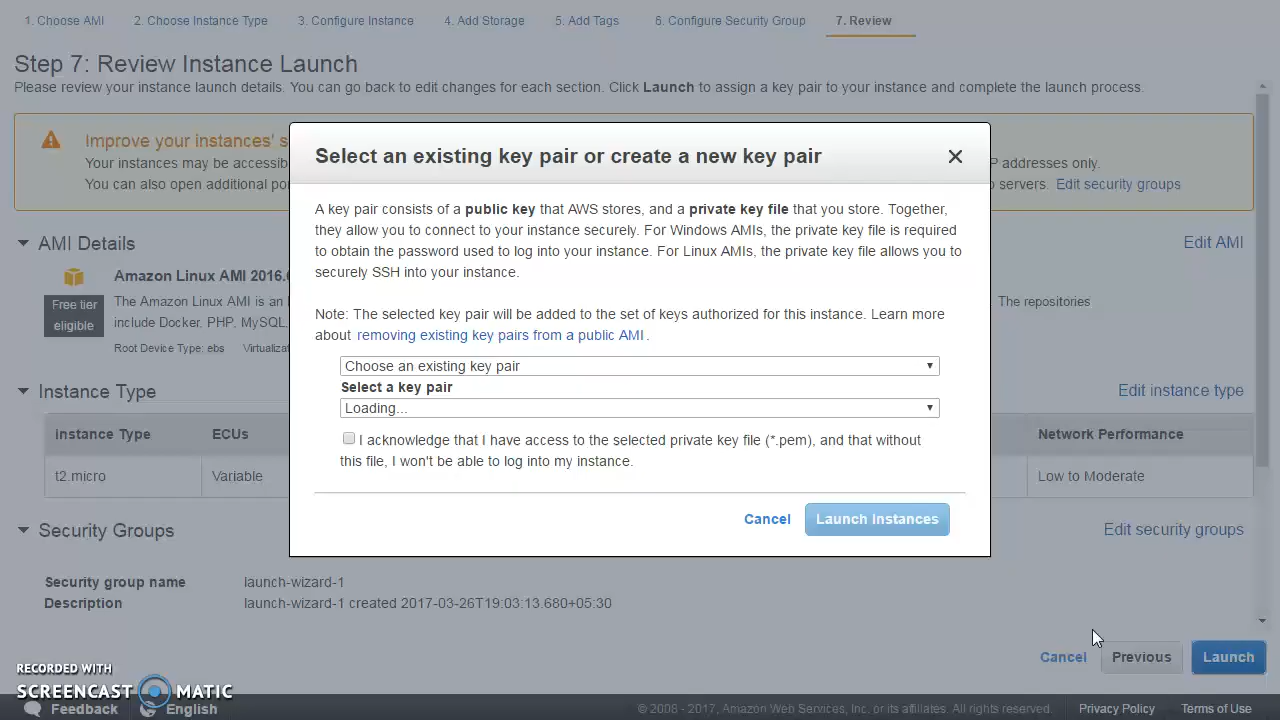 1. Choose AMI 2. Choose Instance Type 3. Configure Instance 4. Add Storage 5. Add Tags 6. Configure Security Group 7. Review
Step 7: Review Instance Launch
Please review your instance launch details. You can go back to edit changes for each section. Click Launch to assign a key pair to your instance and complete the launch process.
Improve your instances' s
Your instances may be accessib P addresses only.
You can also open additional po servers. Edit security groups
Select an existing key pair or create a new key pair
A key pair consists of a public key that AWS stores, and a private key file that you store. Together,
they allow you to connect to your instance securely. For Windows AMIs, the private key file is required
to obtain the password used to log into your instance. For Linux AMIs, the private key file allows you to
securely SSH into your instance.
Note: The selected key pair will be added to the set of keys authorized for this instance. Learn more
about removing existing key pairs from a public AMI.
Choose an existing key pair
Select a key pair
Loading...
I acknowledge that I have access to the selected private key file (*.pem), and that without
this file, I won't be able to log into my instance.
Cancel Launch Instances
AMI Details Edit AMI
Amazon Linux AMI 2016.
Free tier
eligible
The Amazon Linux AMI is an The repositories
include Docker, PHP, MySQL,
Root Device Type: ebs Virtualizat
Instance Type Edit instance type
Instance Type ECUs Network Performance
t2.micro Variable Low to Moderate
Security Groups Edit security groups
Security group name launch-wizard-1
Description launch-wizard-1 created 2017-03-26T19:03:13.680+05:30
Cancel Previous Launch
RECORDED WITH
SCREENCAST MATIC
Feedback English © 2008 - 2017, Amazon Web Services, Inc. or its affiliates. All rights reserved. Privacy Policy Terms of Use